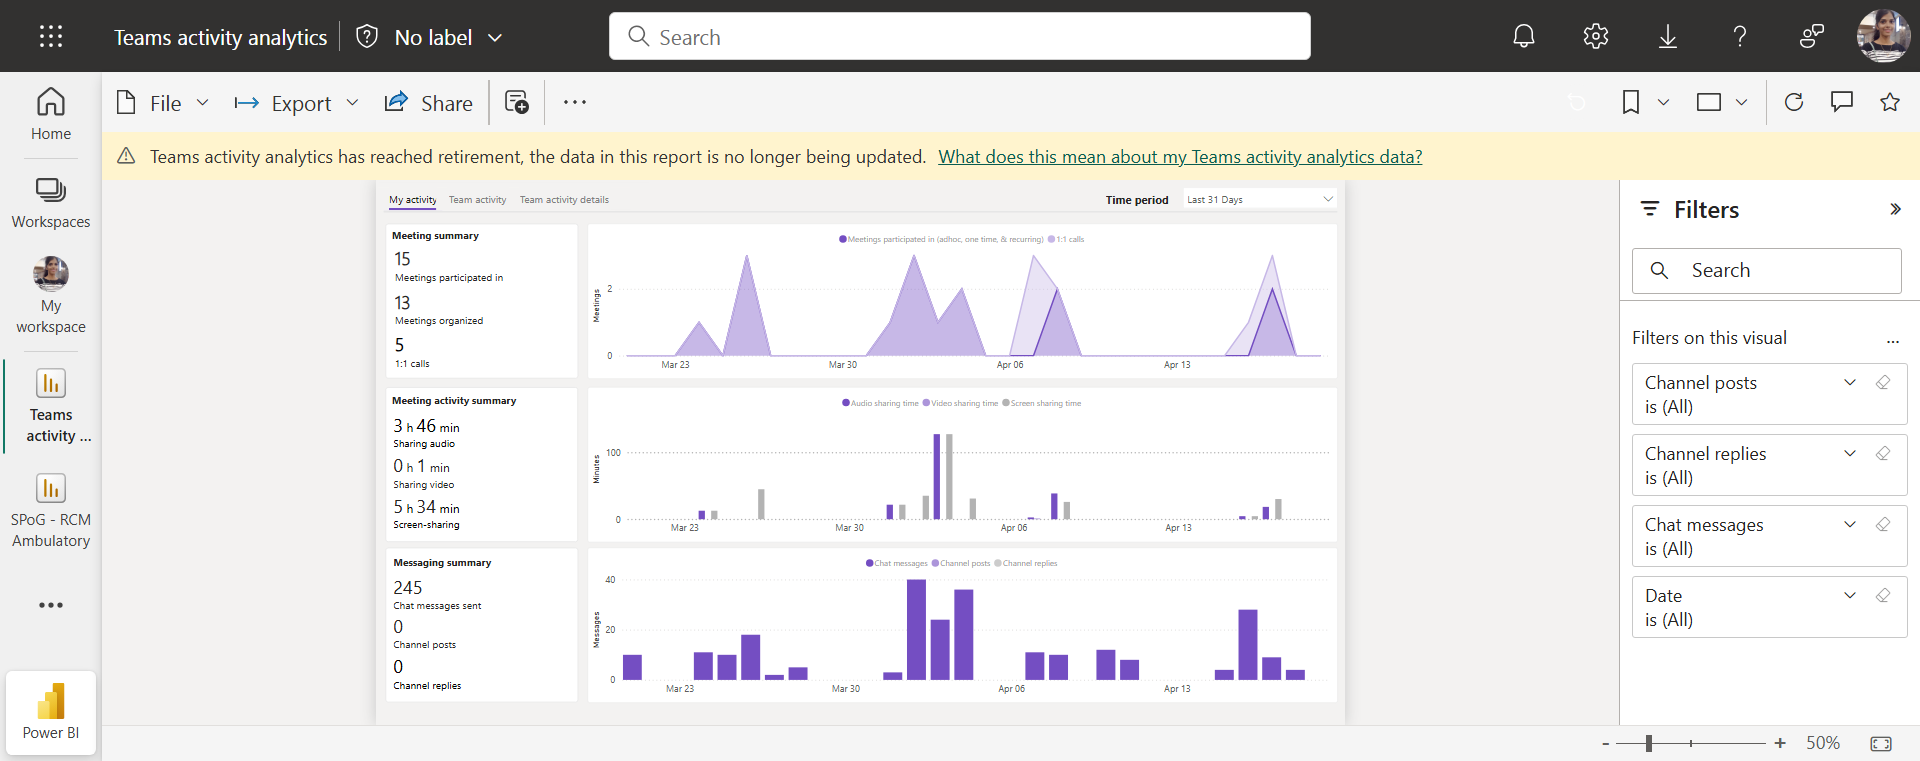 Teams activity analytics
No label
Search
Home
Workspaces
My
workspace
Teams
activity ...
SPoG - RCM
Ambulatory
Power BI
File
Export
Share
Teams activity analytics has reached retirement, the data in this report is no longer being updated. What does this mean about my Teams activity analytics data?
My activity Team activity Team activity details
Time period Last 31 Days
Meeting summary
15
Meetings participated in
13
Meetings organized
5
1:1 calls
Meetings participated in (adhoc, one time, & recurring) 1:1 calls
Meetings
2
0
Mar 23 Mar 30 Apr 06 Apr 13
Meeting activity summary
3 h 46 min
Sharing audio
0 h 1 min
Sharing video
5 h 34 min
Screen-sharing
Audio sharing time Video sharing time Screen sharing time
Minutes
100
0
Mar 23 Mar 30 Apr 06 Apr 13
Messaging summary
245
Chat messages sent
0
Channel posts
0
Channel replies
Chat messages Channel posts Channel replies
Messages
40
20
0
Mar 23 Mar 30 Apr 06 Apr 13
Filters
Search
Filters on this visual
...
Channel posts
is (All)
Channel replies
is (All)
Chat messages
is (All)
Date
is (All)
- + 50%